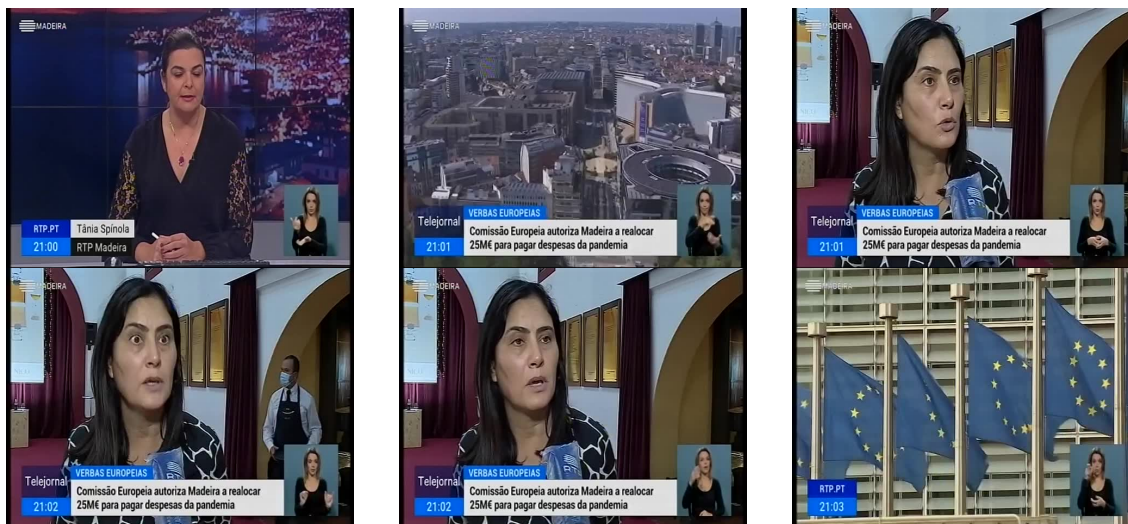 MADEIRA
RTP.PT
Tânia Spínola
21:00
RTP Madeira
MADEIRA
Telejornal
VERBAS EUROPEIAS
21:01
Comissão Europeia autoriza Madeira a realocar
25M€ para pagar despesas da pandemia
MADEIRA
RTP
Telejornal
VERBAS EUROPEIAS
21:01
Comissão Europeia autoriza Madeira a realocar
25M€ para pagar despesas da pandemia
MADEIRA
RTP
Telejornal
VERBAS EUROPEIAS
21:02
Comissão Europeia autoriza Madeira a realocar
25M€ para pagar despesas da pandemia
MADEIRA
RTP
Telejornal
VERBAS EUROPEIAS
21:02
Comissão Europeia autoriza Madeira a realocar
25M€ para pagar despesas da pandemia
MADEIRA
RTP.PT
21:03